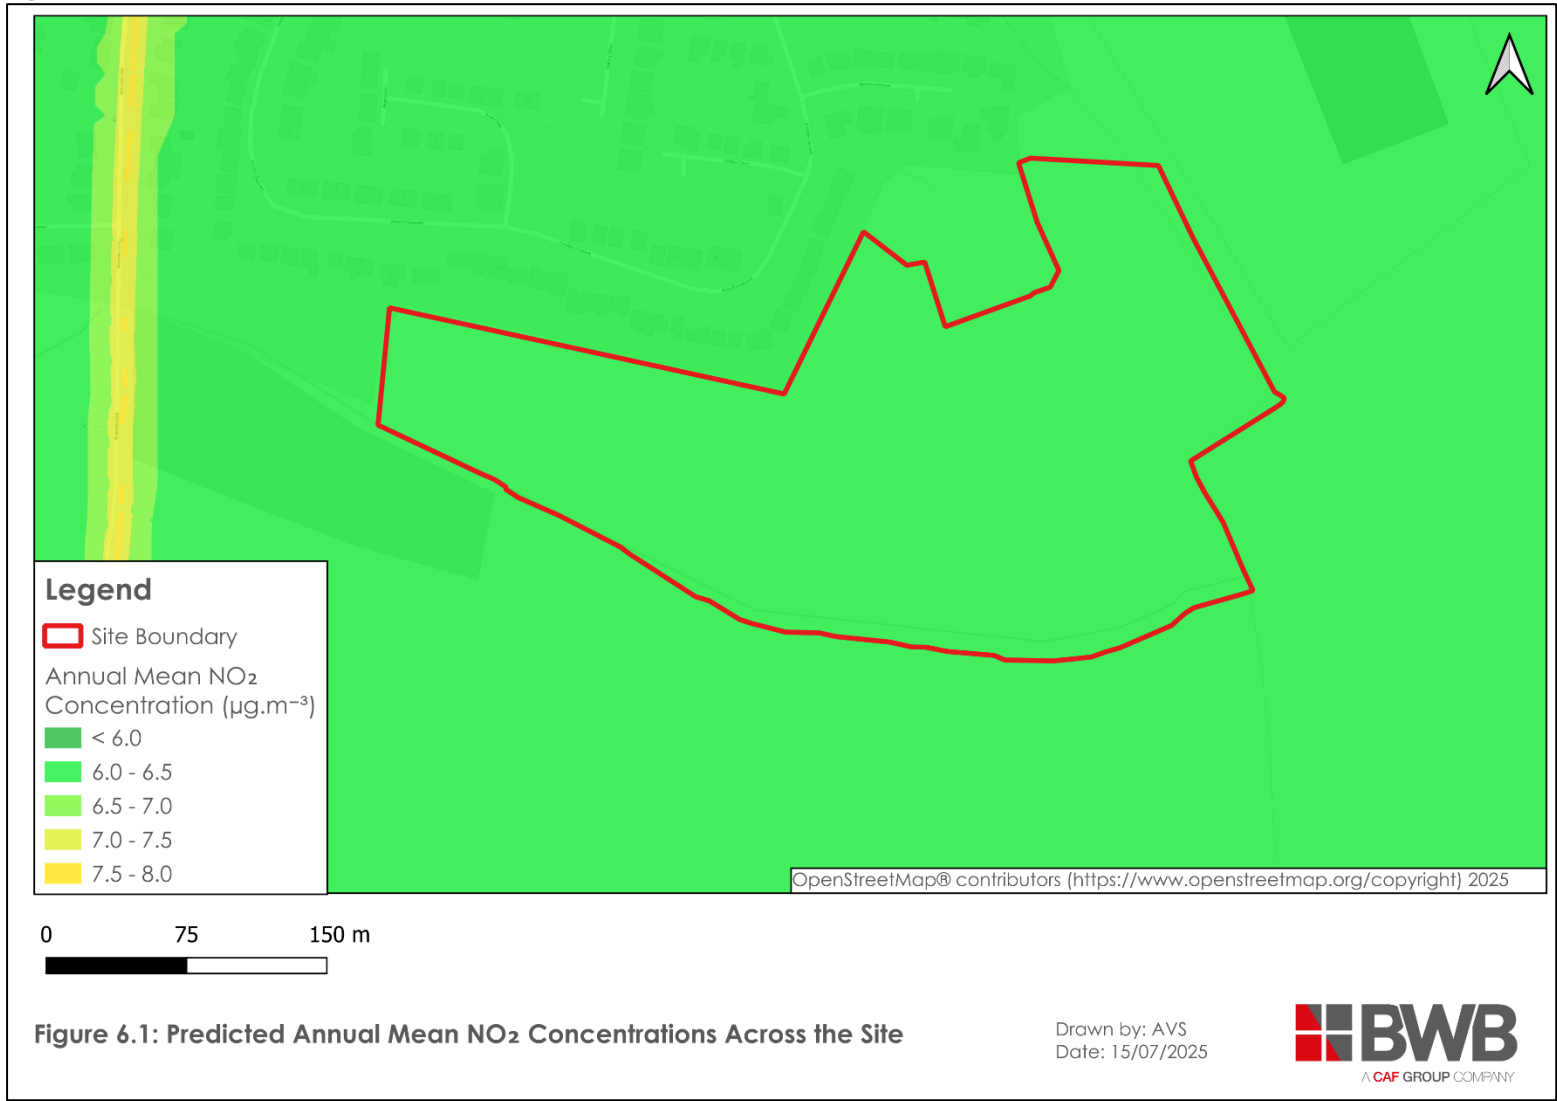 Legend
Site Boundary
Annual Mean NO₂
Concentration (µg.m⁻³)
< 6.0
6.0 - 6.5
6.5 - 7.0
7.0 - 7.5
7.5 - 8.0
OpenStreetMap® contributors (https://www.openstreetmap.org/copyright) 2025
0 75 150 m
Figure 6.1: Predicted Annual Mean NO₂ Concentrations Across the Site
Drawn by: AVS
Date: 15/07/2025
BWB
A CAF GROUP COMPANY